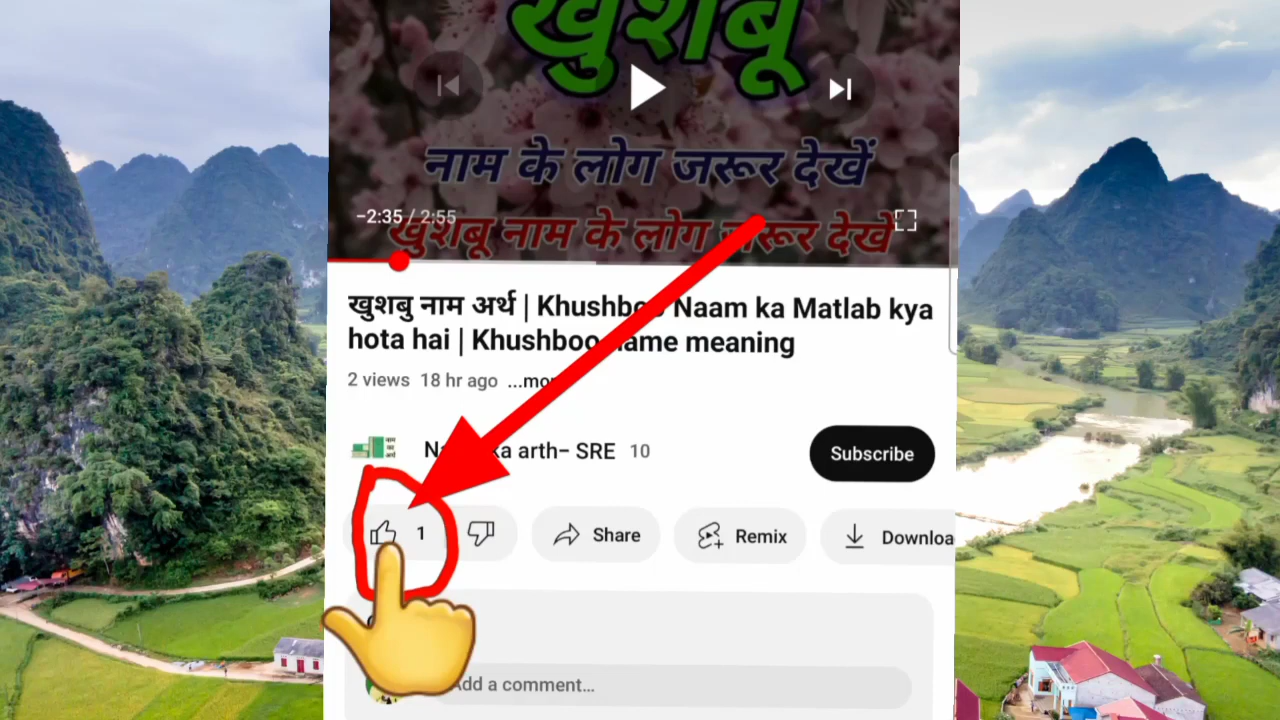 खुशबू
नाम के लोग जरूर देखें
-2:35 / 2:55
खुशबू नाम के लोग जरूर देखें
खुशबु नाम अर्थ | Khushboo Naam ka Matlab kya
hota hai | Khushboo name meaning
2 views 18 hr ago ...more
arth- SRE 10
Subscribe
1
Share
Remix
Downloa
Add a comment...